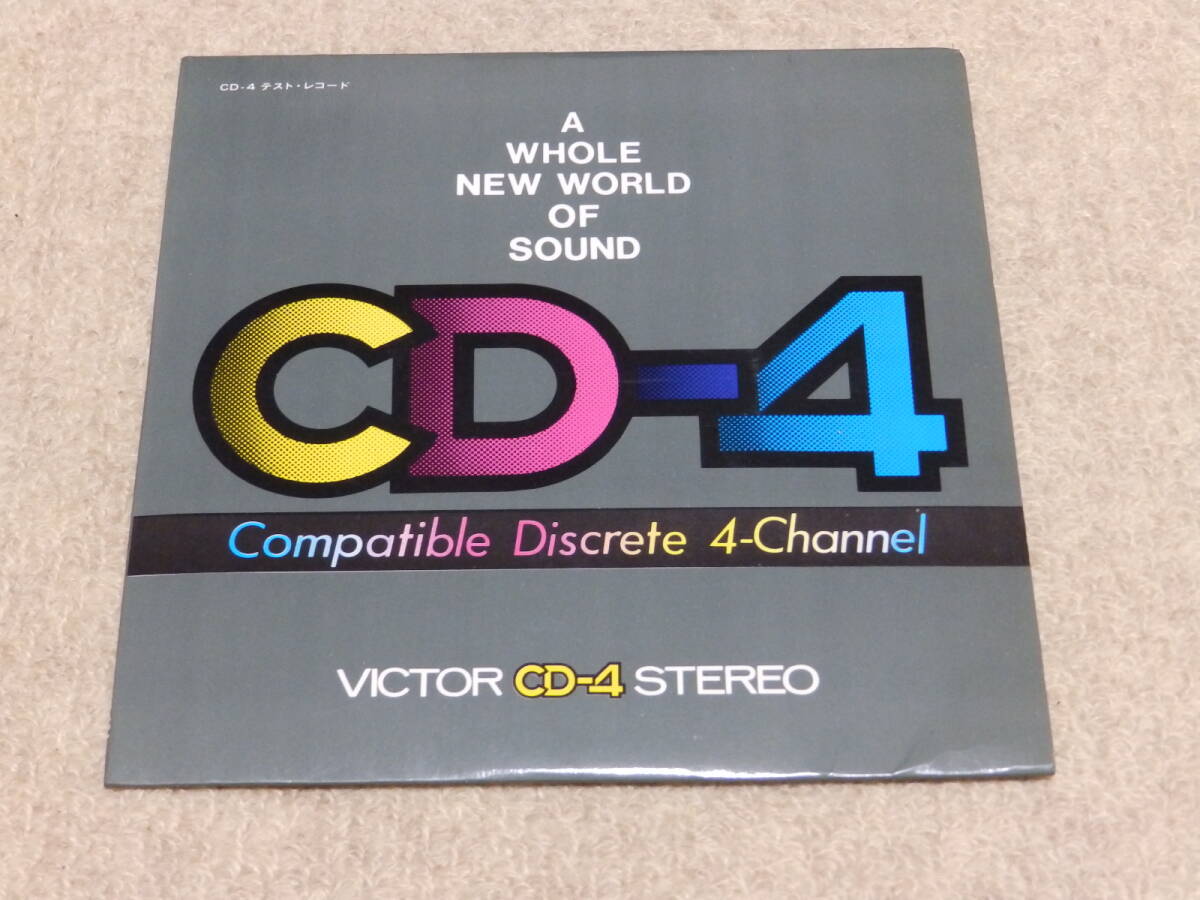 CD-4 テスト・レコード
A
WHOLE
NEW WORLD
OF
SOUND
CD-4
Compatible Discrete 4-Channel
VICTOR CD-4 STEREO